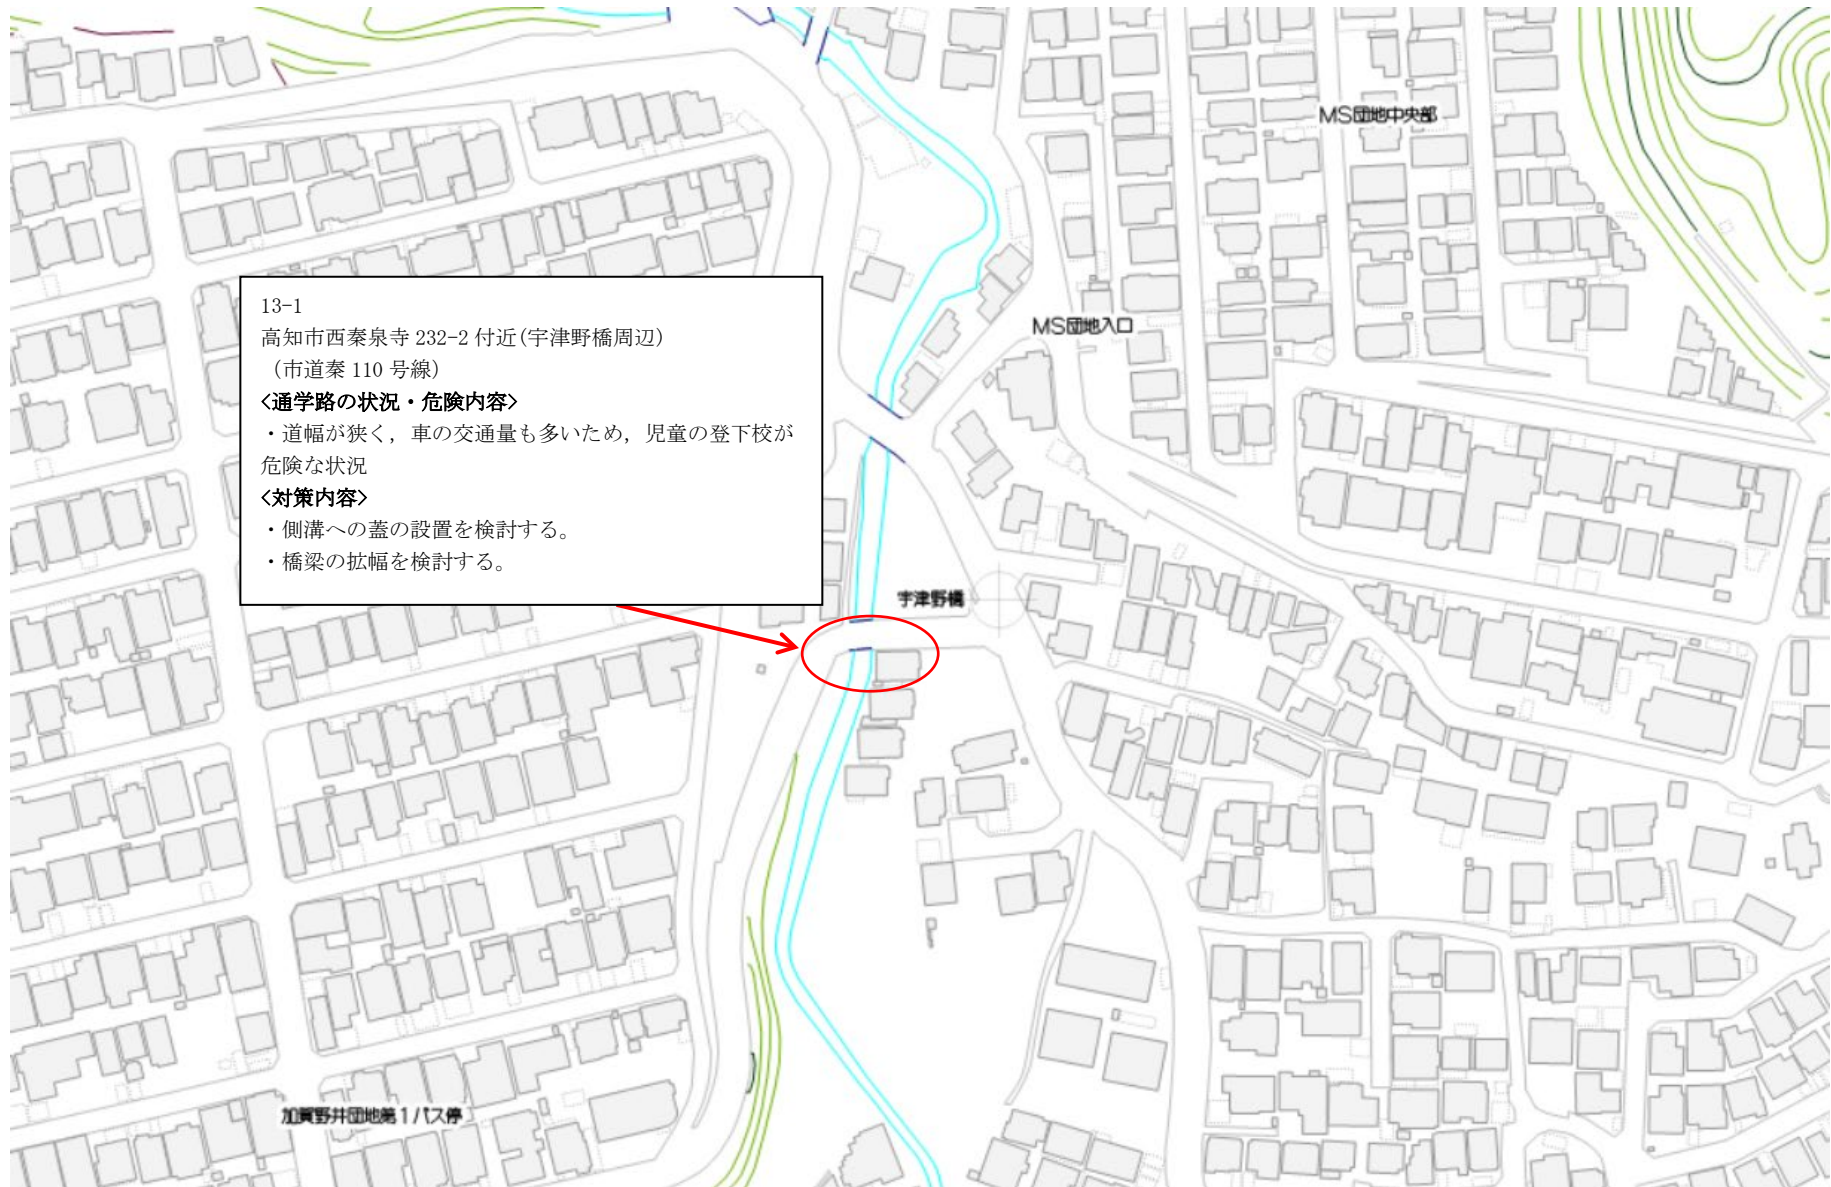 MS団地中央部
13-1
高知市西秦泉寺 232-2 付近(宇津野橋周辺)
（市道秦 110 号線）
<通学路の状況・危険内容>
・道幅が狭く，車の交通量も多いため，児童の登下校が
危険な状況
<対策内容>
・側溝への蓋の設置を検討する。
・橋梁の拡幅を検討する。
MS団地入口
宇津野橋
加賀野井団地第１バス停